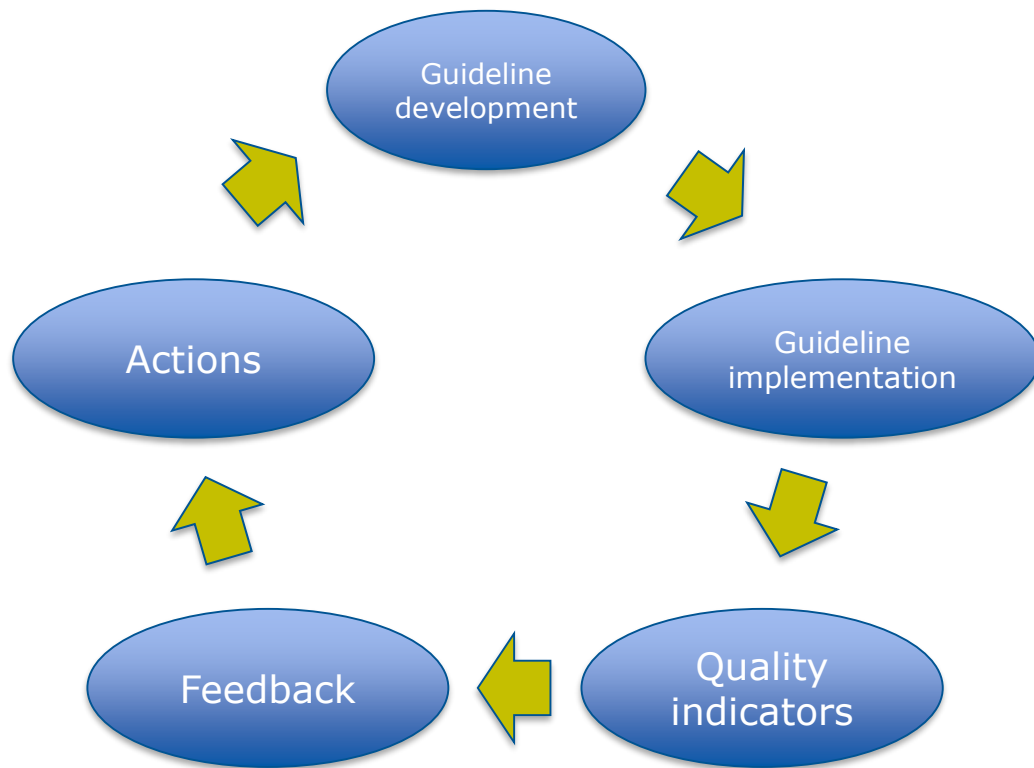 Guideline
development
Guideline
implementation
Quality
indicators
Feedback
Actions